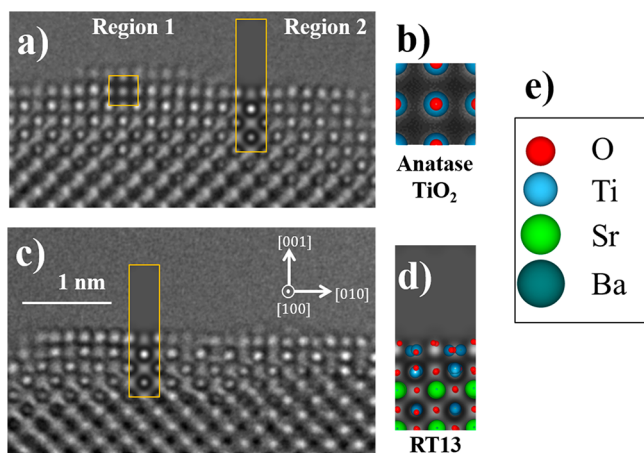 a)
Region 1
Region 2
b)
Anatase
TiO2
c)
1 nm
[001]
[010]
[100]
d)
RT13
e)
O
Ti
Sr
Ba